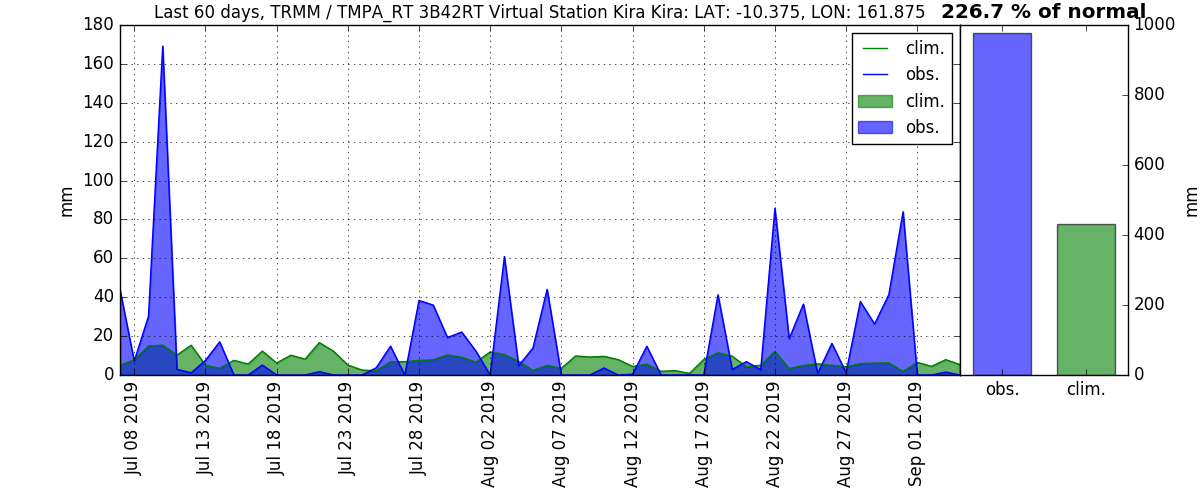 Last 60 days, TRMM / TMPA_RT 3B42RT Virtual Station Kira Kira: LAT: -10.375, LON: 161.875
226.7 % of normal
180
160
140
120
100
80
60
40
20
0
mm
clim.
obs.
clim.
obs.
1000
800
600
400
200
0
mm
Jul 08 2019
Jul 13 2019
Jul 18 2019
Jul 23 2019
Jul 28 2019
Aug 02 2019
Aug 07 2019
Aug 12 2019
Aug 17 2019
Aug 22 2019
Aug 27 2019
Sep 01 2019
obs.
clim.